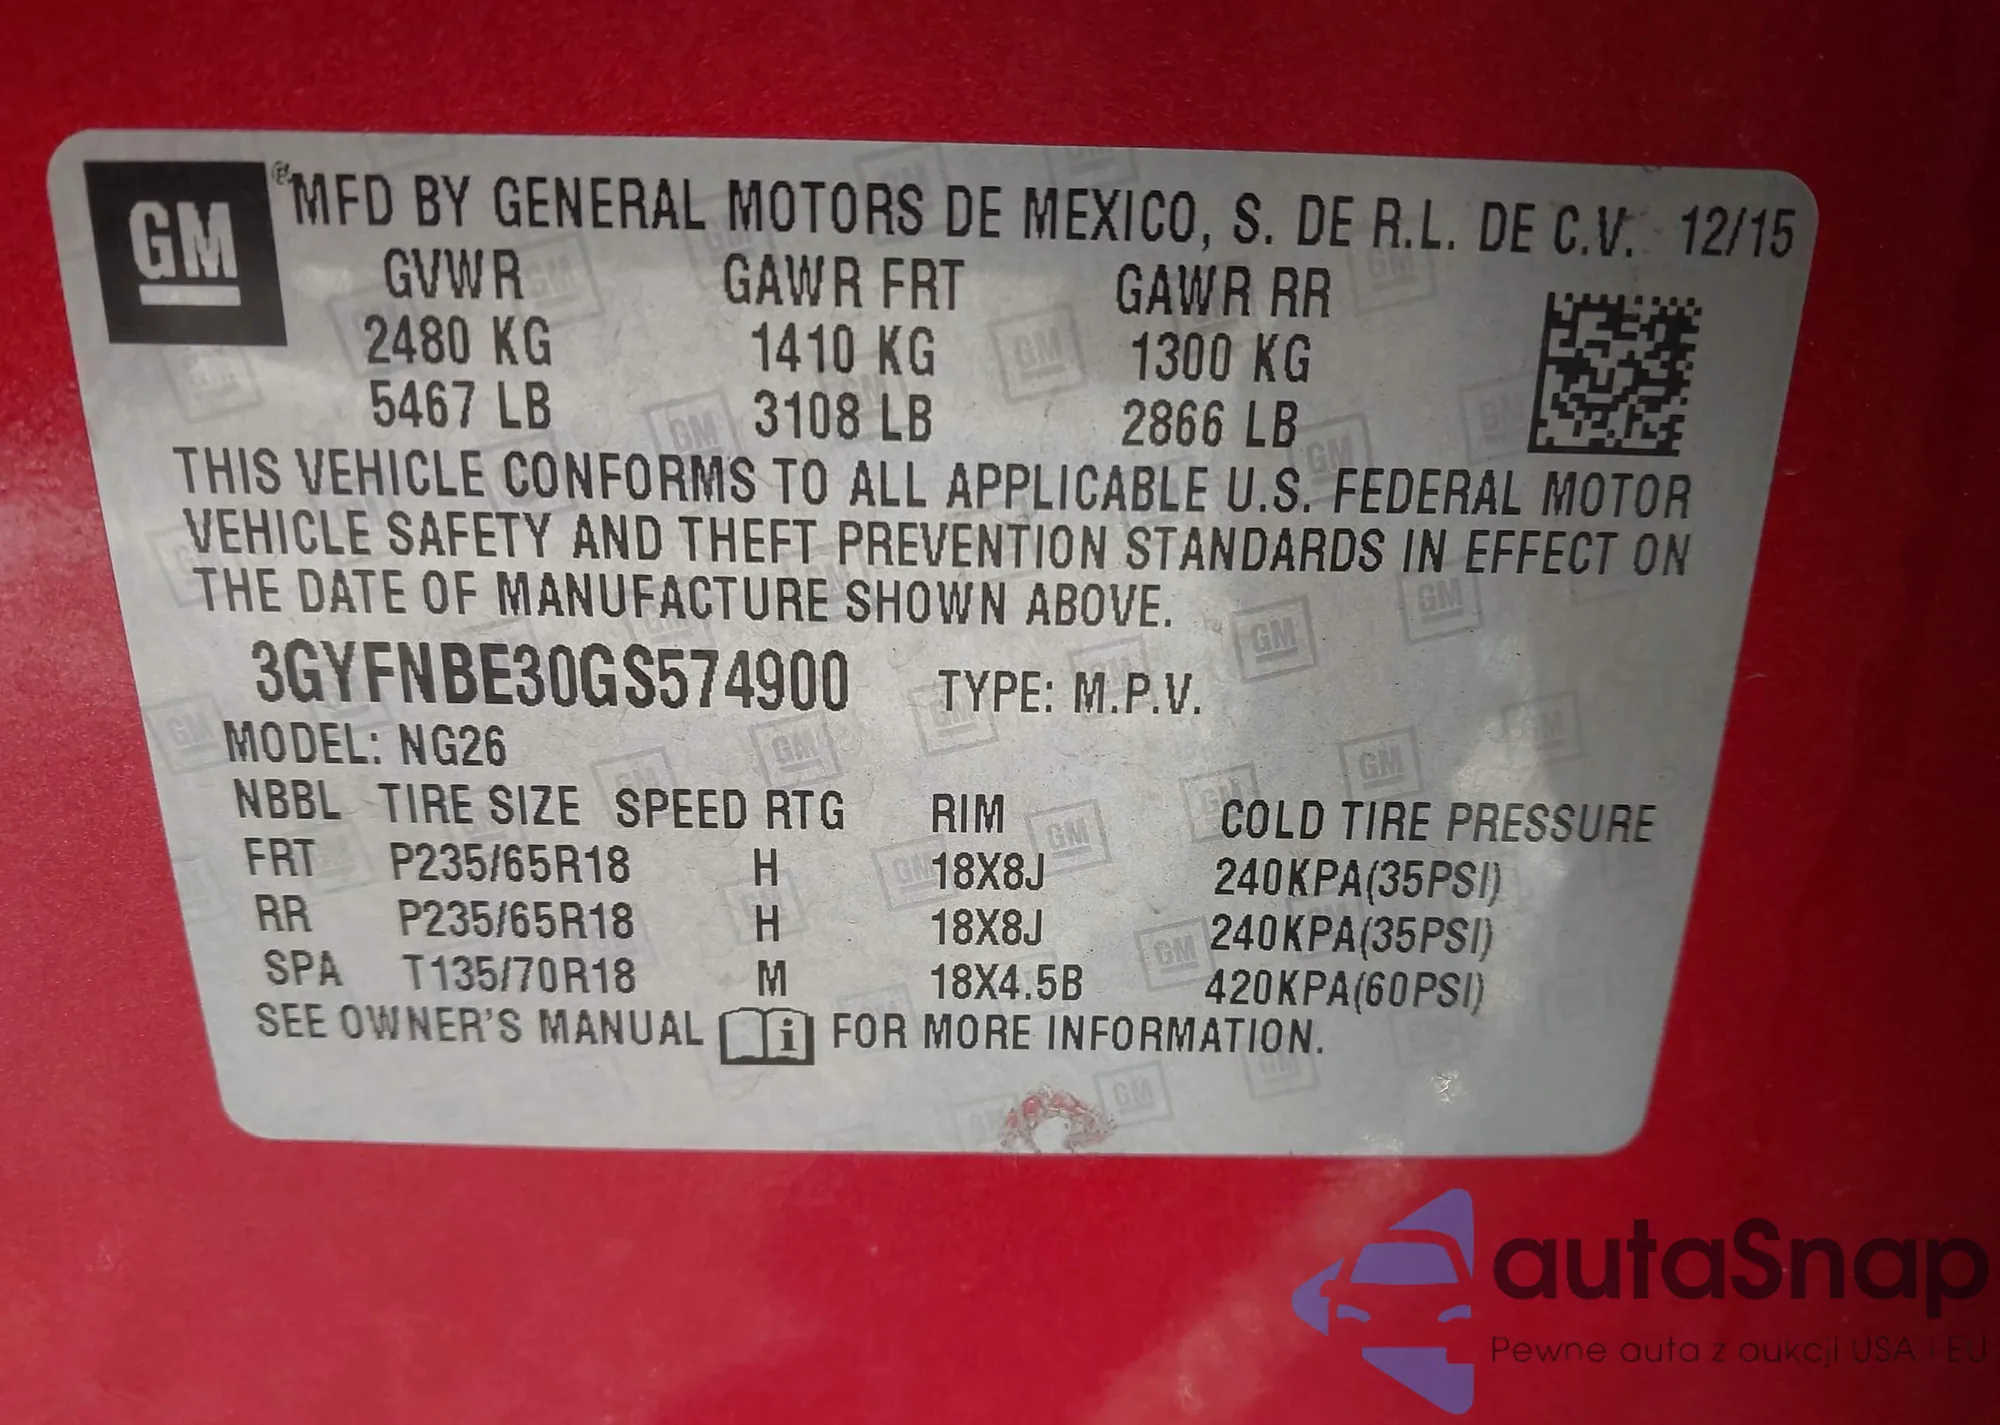 GM ® MFD BY GENERAL MOTORS DE MEXICO, S. DE R.L. DE C.V. 12/15
GVWR GAWR FRT GAWR RR
2480 KG 1410 KG 1300 KG
5467 LB 3108 LB 2866 LB
THIS VEHICLE CONFORMS TO ALL APPLICABLE U.S. FEDERAL MOTOR
VEHICLE SAFETY AND THEFT PREVENTION STANDARDS IN EFFECT ON
THE DATE OF MANUFACTURE SHOWN ABOVE.
3GYFNBE30GS574900 TYPE: M.P.V.
MODEL: NG26
NBBL TIRE SIZE SPEED RTG RIM COLD TIRE PRESSURE
FRT P235/65R18 H 18X8J 240KPA(35PSI)
RR P235/65R18 H 18X8J 240KPA(35PSI)
SPA T135/70R18 M 18X4.5B 420KPA(60PSI)
SEE OWNER'S MANUAL i FOR MORE INFORMATION.
autaSnap
Pewne auta z aukcji USA i EU